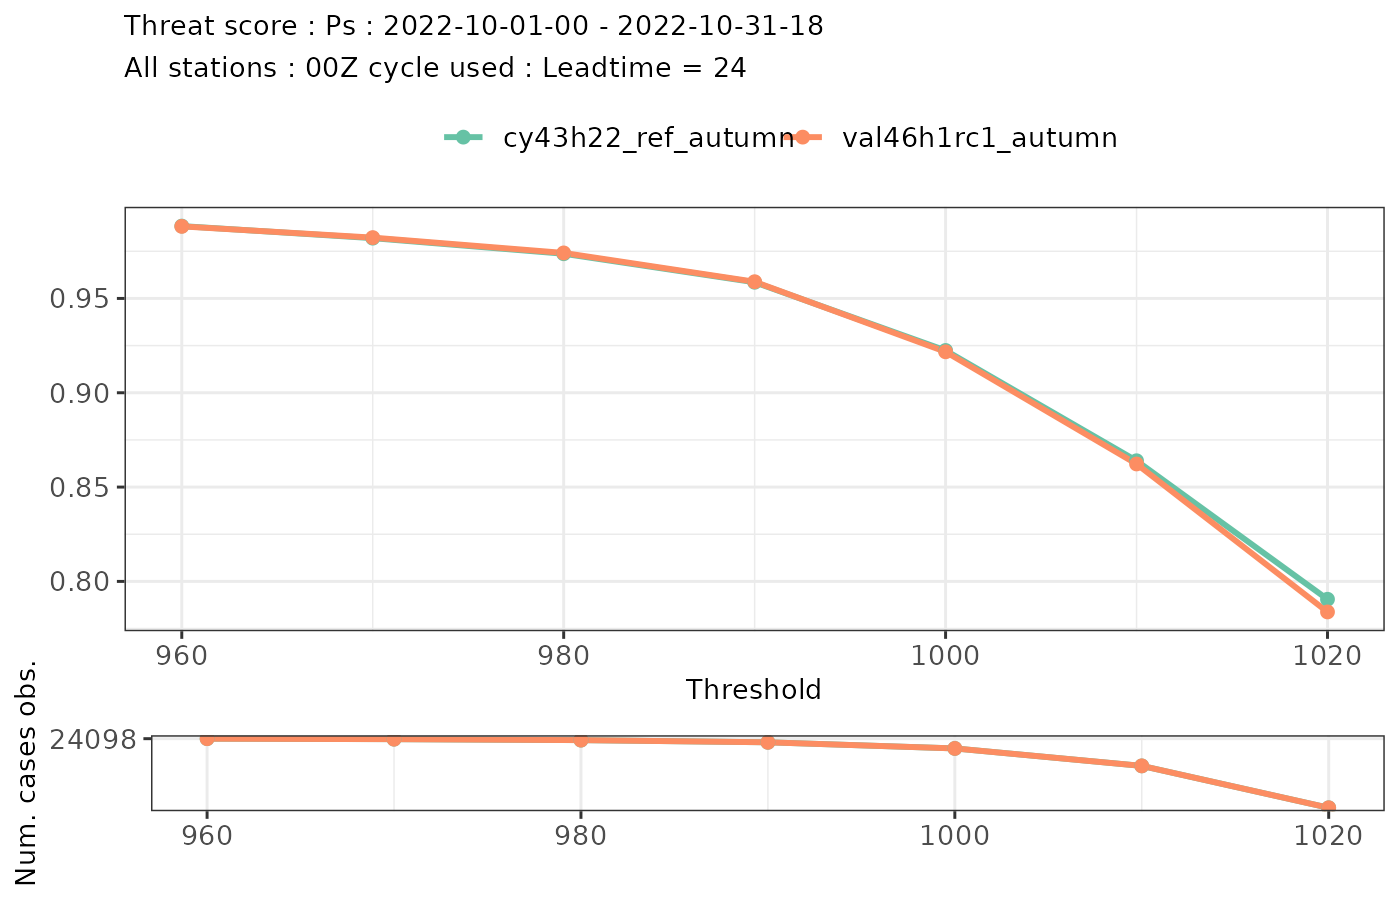 Threat score : Ps : 2022-10-01-00 - 2022-10-31-18
All stations : 00Z cycle used : Leadtime = 24
cy43h22_ref_autumn val46h1rc1_autumn
0.95
0.90
0.85
0.80
960 980 1000 1020
Threshold
Num. cases obs.
24098
960 980 1000 1020